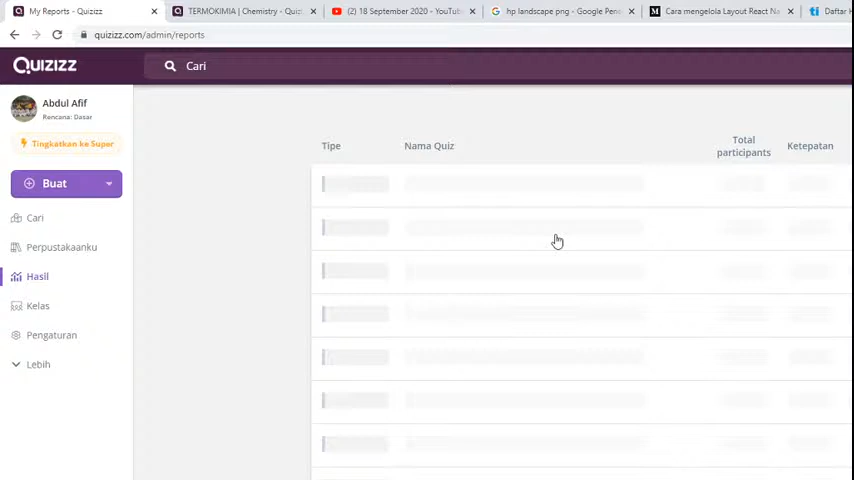 My Reports - Quizizz
TERMOKIMIA | Chemistry - Quiz
(2) 18 September 2020 - YouTub
hp landscape png - Google Pene
Cara mengelola Layout React Na
Daftar H
quizizz.com/admin/reports
QUIZIZZ
Cari
Abdul Afif
Rencana: Dasar
Tingkatkan ke Super
Buat
Cari
Perpustakaanku
Hasil
Kelas
Pengaturan
Lebih
Tipe
Nama Quiz
Total
participants
Ketepatan